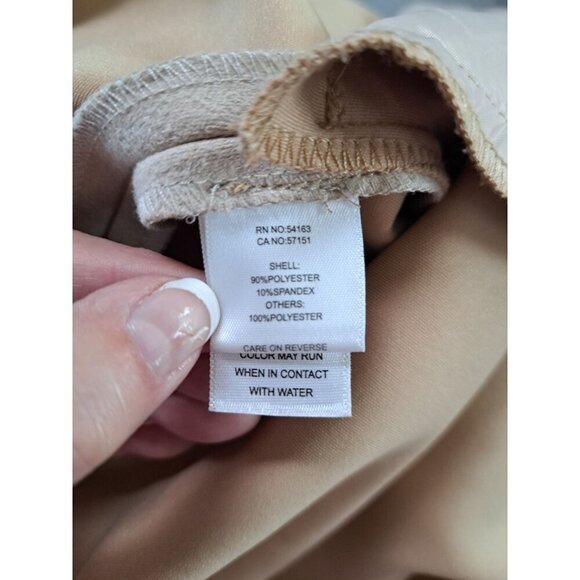 RN NO:54163
CA NO:57151
SHELL:
90%POLYESTER
10%SPANDEX
OTHERS:
100%POLYESTER
CARE ON REVERSE
COLOR MAY RUN
WHEN IN CONTACT
WITH WATER